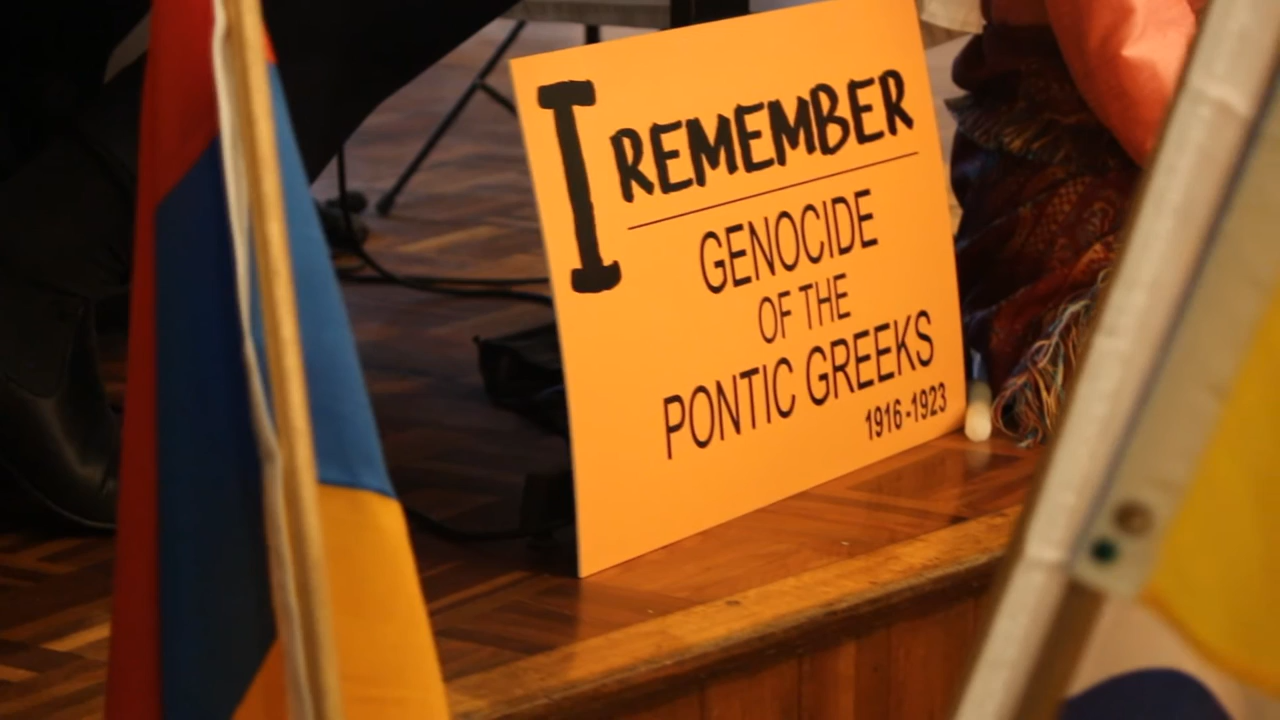 I REMEMBER
GENOCIDE
OF THE
PONTIC GREEKS
1916-1923